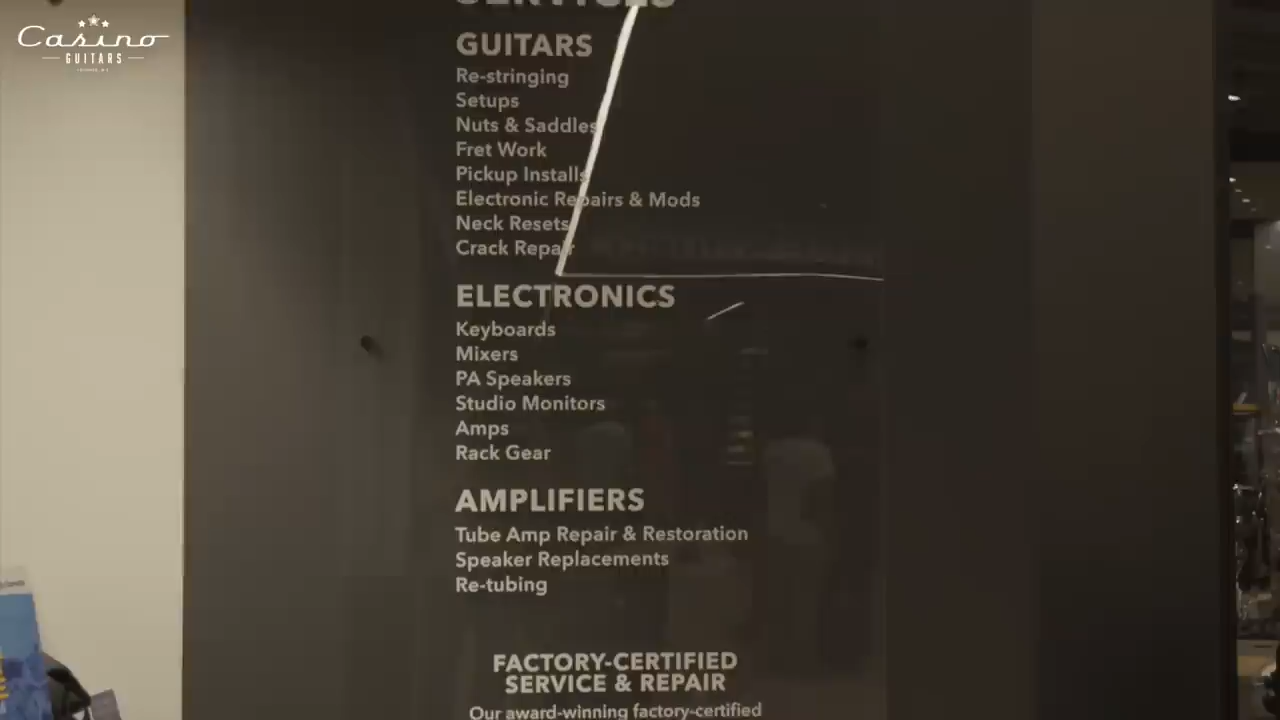 Casino
GUITARS
SERVICES
GUITARS
Re-stringing
Setups
Nuts & Saddles
Fret Work
Pickup Installs
Electronic Repairs & Mods
Neck Resets
Crack Repair
ELECTRONICS
Keyboards
Mixers
PA Speakers
Studio Monitors
Amps
Rack Gear
AMPLIFIERS
Tube Amp Repair & Restoration
Speaker Replacements
Re-tubing
FACTORY-CERTIFIED
SERVICE & REPAIR
Our award-winning factory-certified